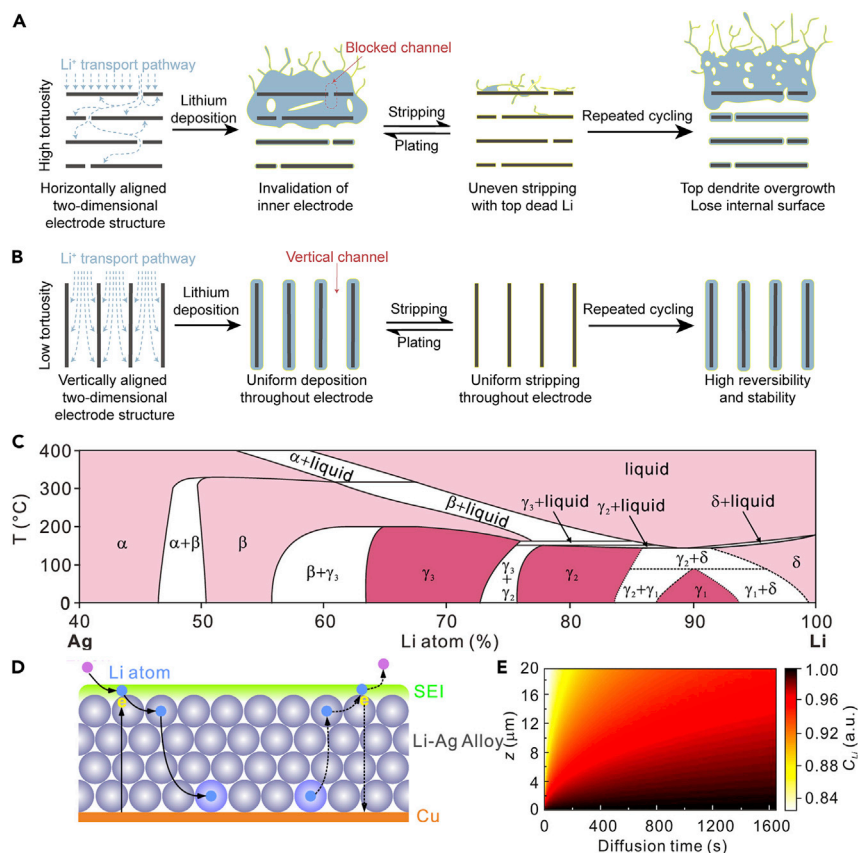 A
Li⁺ transport pathway
High tortuosity
Horizontally aligned
two-dimensional
electrode structure
Lithium
deposition
Blocked channel
Invalidation of
inner electrode
Stripping
Plating
Uneven stripping
with top dead Li
Repeated cycling
Top dendrite overgrowth
Lose internal surface
B
Li⁺ transport pathway
Low tortuosity
Vertically aligned
two-dimensional
electrode structure
Lithium
deposition
Vertical channel
Uniform deposition
throughout electrode
Stripping
Plating
Uniform stripping
throughout electrode
Repeated cycling
High reversibility
and stability
C
T (°C)
400
300
200
100
0
α+liquid
liquid
β+liquid
γ₃+liquid
γ₂+liquid
δ+liquid
α
α+β
β
β+γ₃
γ₃
γ₃+γ₂
γ₂
γ₂+γ₁
γ₂+δ
γ₁
γ₁+δ
δ
40 50 60 70 80 90 100
Ag Li atom (%) Li
D
Li atom
SEI
e
e
Li-Ag Alloy
Cu
E
z (μm)
20
16
12
8
4
0
0 400 800 1200 1600
Diffusion time (s)
1.00
0.96
0.92
0.88
0.84
C_Li (a.u.)